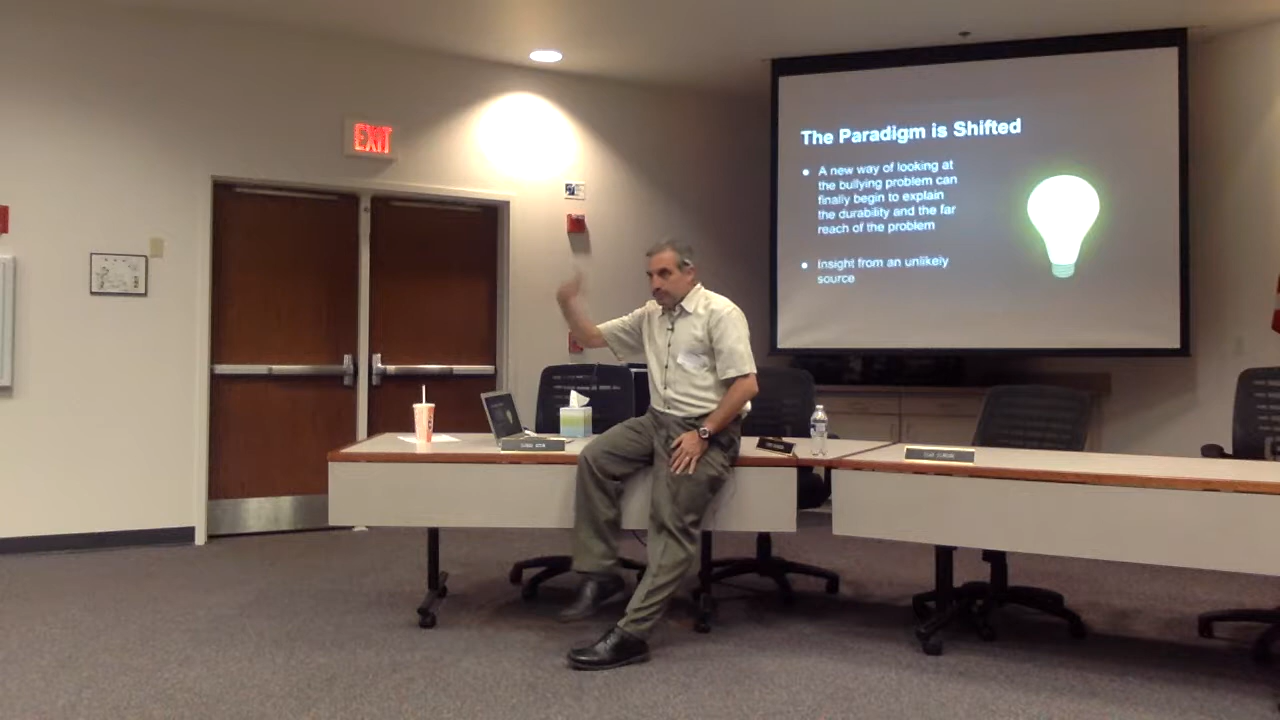 EXIT
The Paradigm is Shifted
● A new way of looking at
the bullying problem can
finally begin to explain
the durability and the far
reach of the problem
● Insight from an unlikely
source